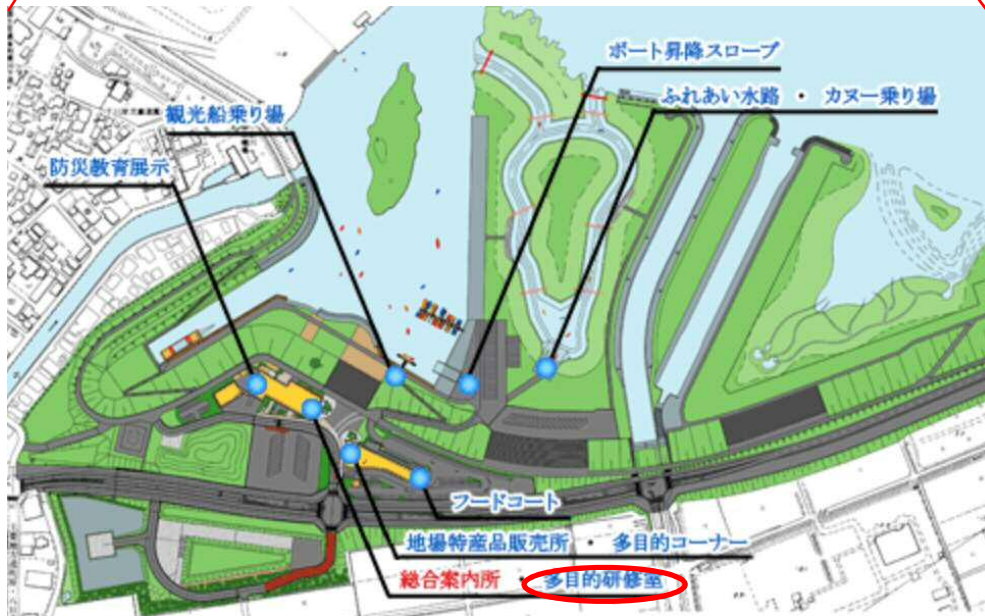 ボート昇降スロープ
ふれあい水路 ・ カヌー乗り場
観光船乗り場
防災教育展示
フードコート
地場特産品販売所 ・ 多目的コーナー
総合案内所 ・ 多目的研修室